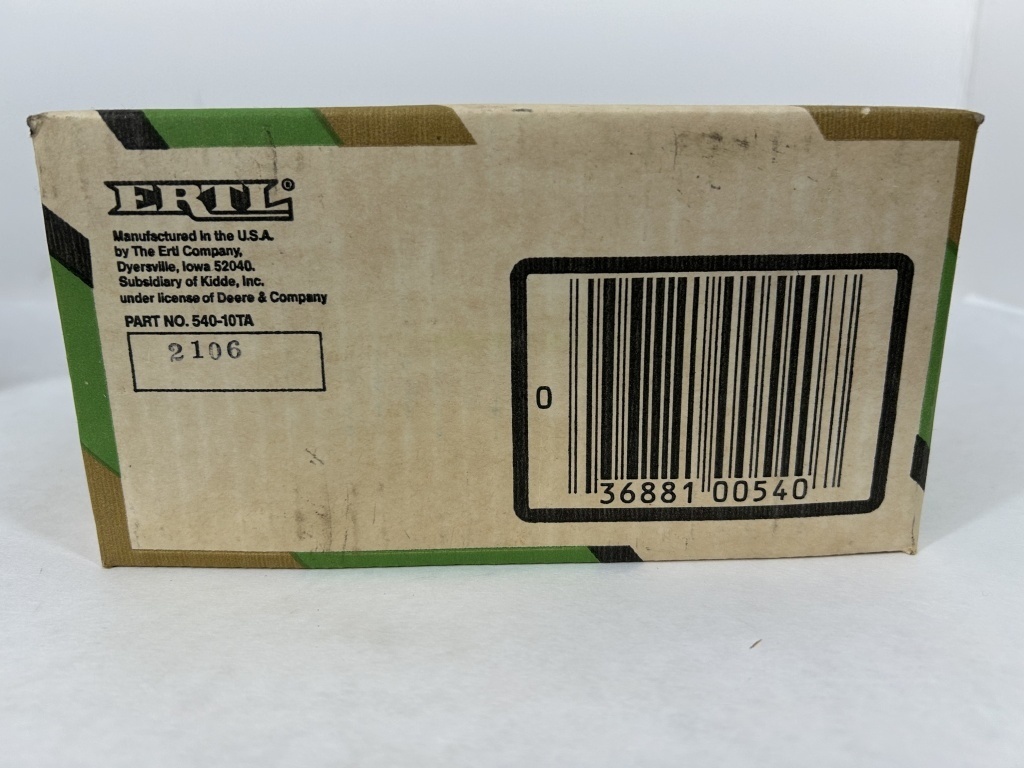 ERTL®
Manufactured in the U.S.A.
by The Ertl Company,
Dyersville, Iowa 52040.
Subsidiary of Kidde, Inc.
under license of Deere & Company
PART NO. 540-10TA
2106
0
36881 00540